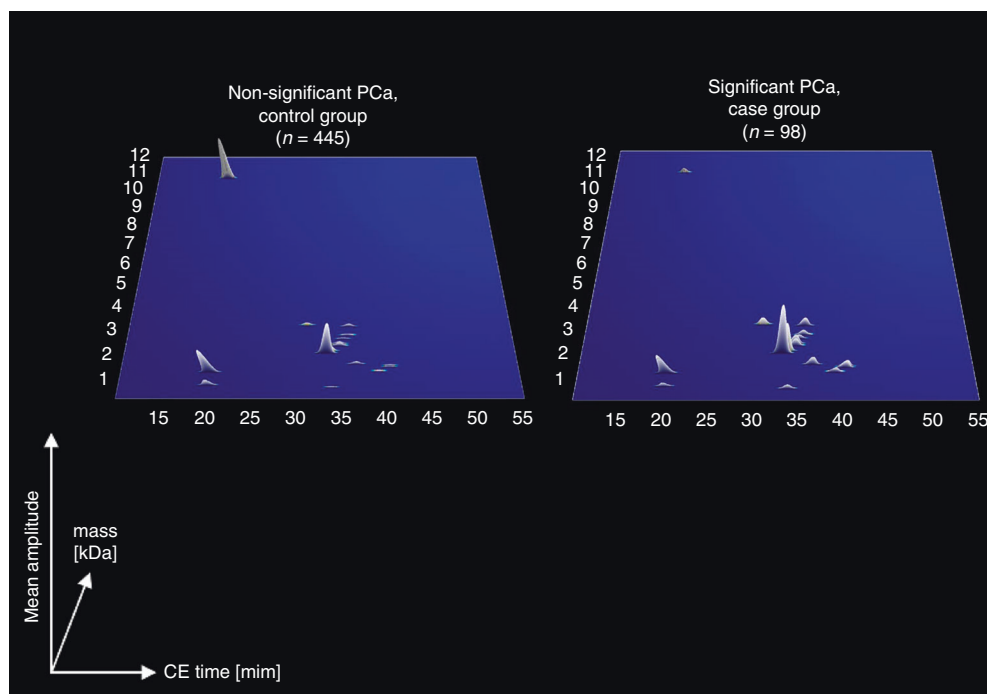 Non-significant PCa,
control group
(n = 445)
12
11
10
9
8
7
6
5
4
3
2
1
15 20 25 30 35 40 45 50 55
Significant PCa,
case group
(n = 98)
12
11
10
9
8
7
6
5
4
3
2
1
15 20 25 30 35 40 45 50 55
Mean amplitude
mass
[kDa]
CE time [mim]